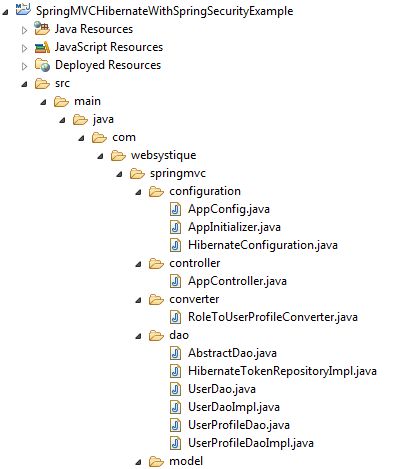 SpringMVCHibernateWithSpringSecurityExample
Java Resources
JavaScript Resources
Deployed Resources
src
main
java
com
websystique
springmvc
configuration
AppConfig.java
AppInitializer.java
HibernateConfiguration.java
controller
AppController.java
converter
RoleToUserProfileConverter.java
dao
AbstractDao.java
HibernateTokenRepositoryImpl.java
UserDao.java
UserDaoImpl.java
UserProfileDao.java
UserProfileDaoImpl.java
model